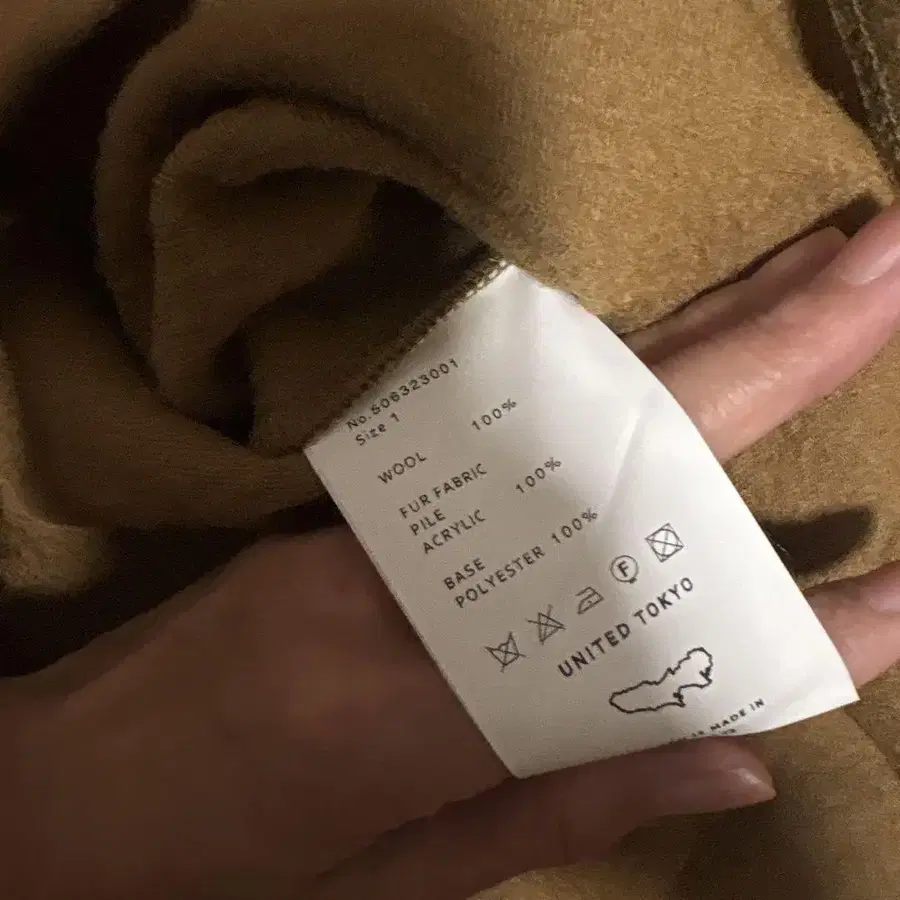 No.506323001
Size 1
WOOL 100%
FUR FABRIC
PILE
ACRYLIC 100%
BASE
POLYESTER 100%
F
UNITED TOKYO
MADE IN